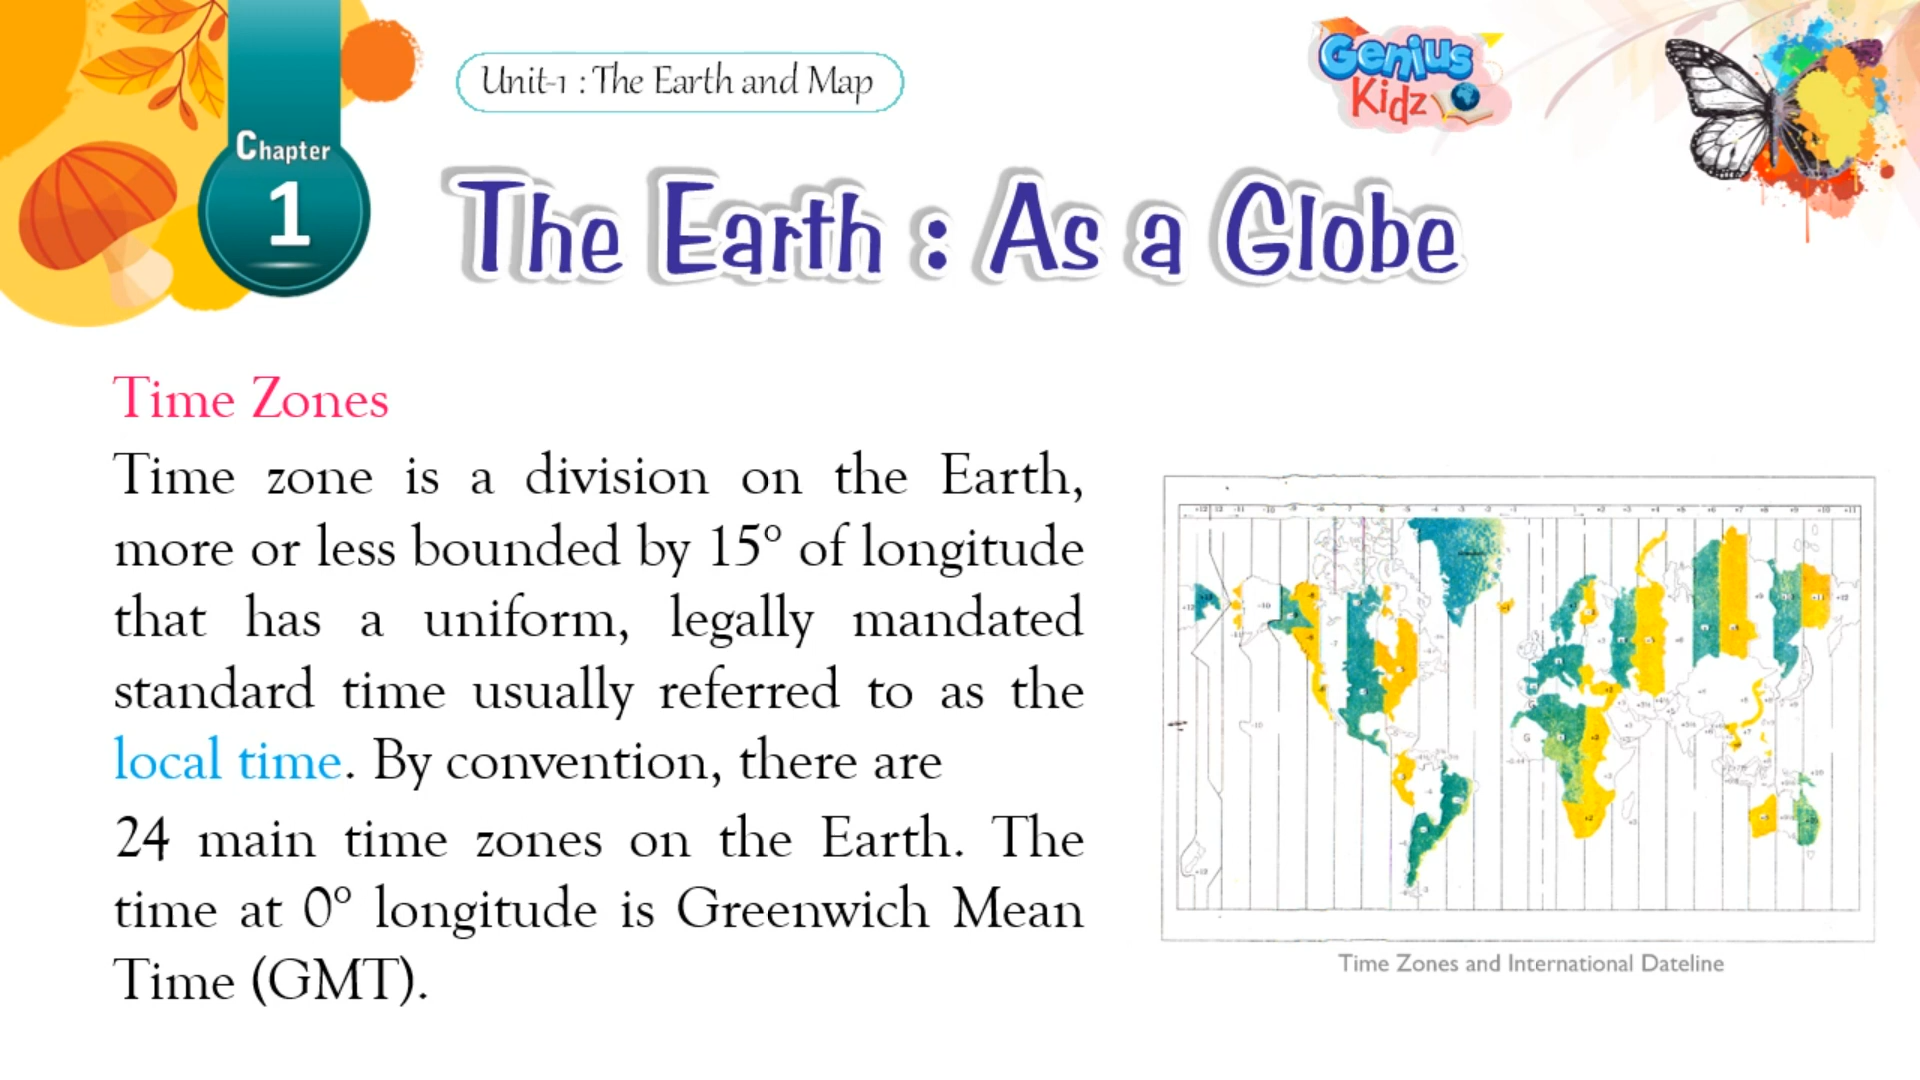 Unit-1 : The Earth and Map
Genius
Kidz
Chapter
1
The Earth : As a Globe
Time Zones
Time zone is a division on the Earth,
more or less bounded by 15° of longitude
that has a uniform, legally mandated
standard time usually referred to as the
local time. By convention, there are
24 main time zones on the Earth. The
time at 0° longitude is Greenwich Mean
Time (GMT).
Time Zones and International Dateline